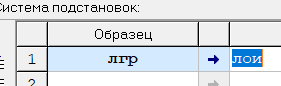 Система подстановок:
Образец
1 лгр → лои
2